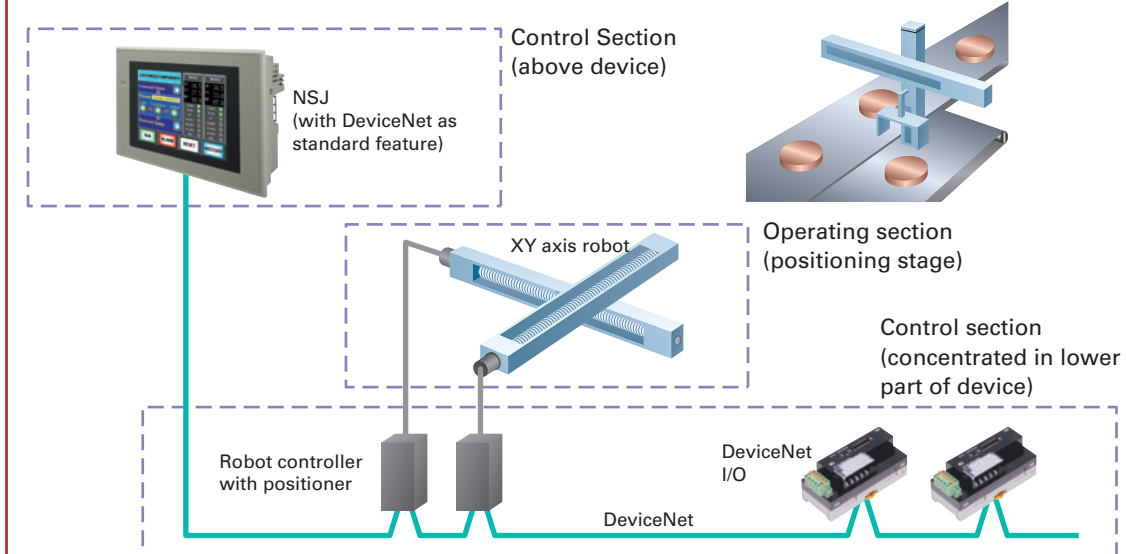 Control Section
(above device)
NSJ
(with DeviceNet as
standard feature)
XY axis robot
Operating section
(positioning stage)
Control section
(concentrated in lower
part of device)
Robot controller
with positioner
DeviceNet
I/O
DeviceNet
RESET